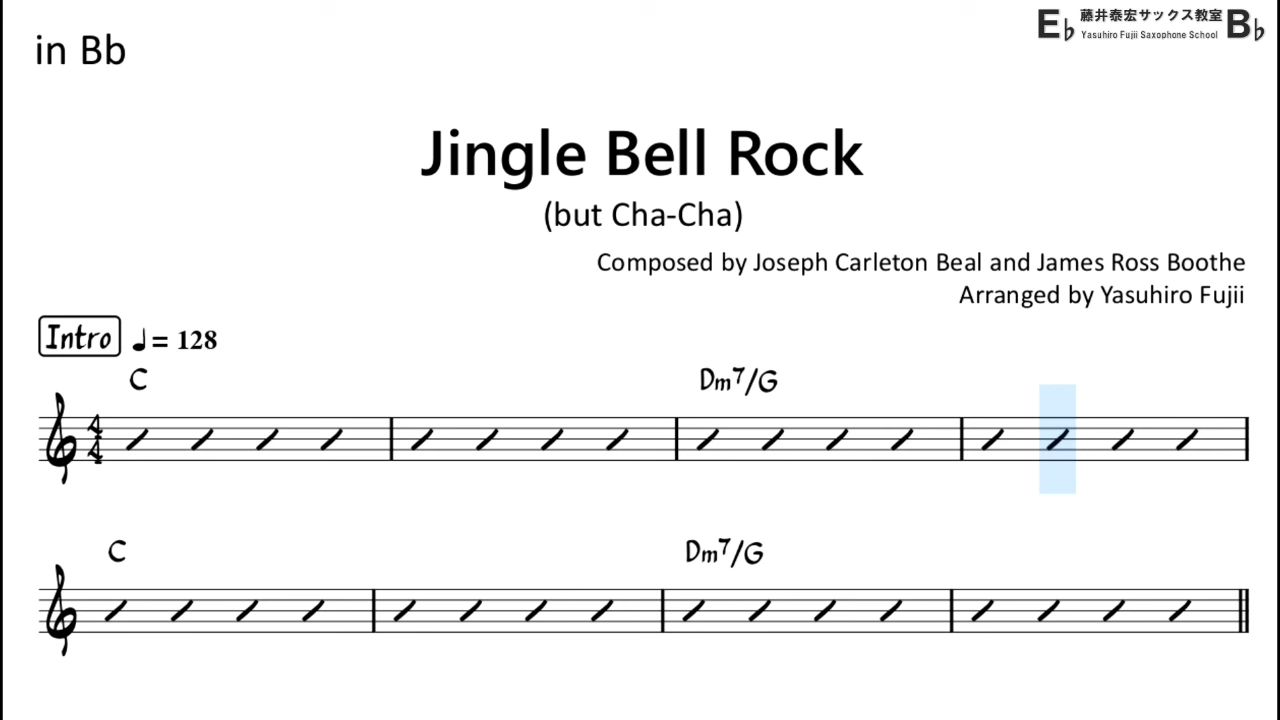 in Bb
E♭ 藤井泰宏サックス教室 B♭
Yasuhiro Fujii Saxophone School
Jingle Bell Rock
(but Cha-Cha)
Composed by Joseph Carleton Beal and James Ross Boothe
Arranged by Yasuhiro Fujii
Intro ♩= 128
C Dm7/G
4
4
C Dm7/G